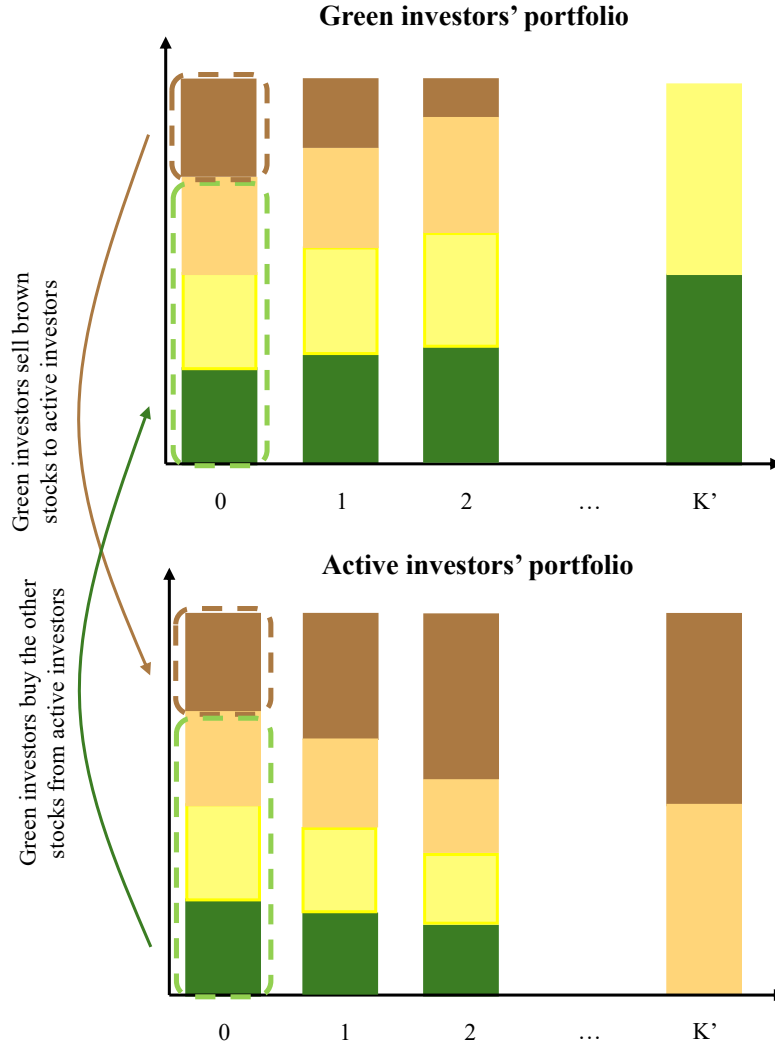 Green investors’ portfolio
Green investors sell brown
stocks to active investors
0 1 2 … K’
Active investors’ portfolio
Green investors buy the other
stocks from active investors
0 1 2 … K’